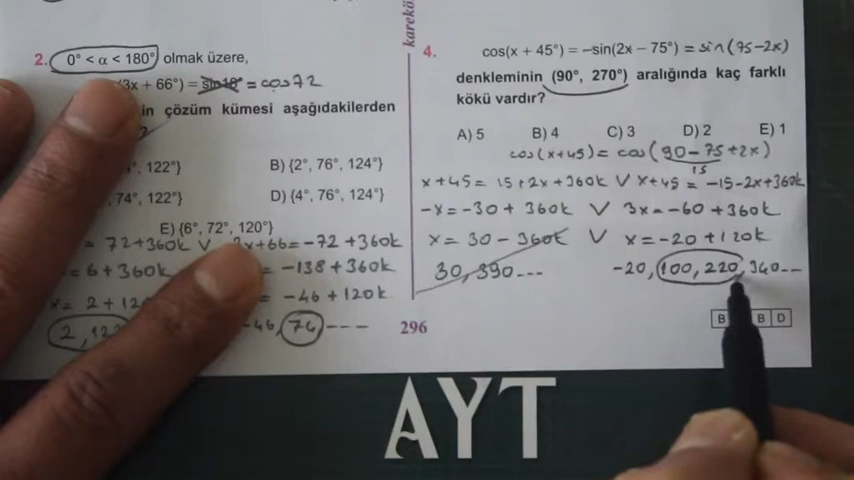 karekö
2. 0° < α < 180° olmak üzere,
(3x + 66°) = sin18° = cos72
in çözüm kümesi aşağıdakilerden
?
, 122°}
B) {2°, 76°, 124°}
, 74°, 122°}
D) {4°, 76°, 124°}
E) {6°, 72°, 120°}
= 72+360k V 3x+66=-72+360k
= 6+360k = -138+360k
x= 2+12 = -46+120k
2, 122 -46, 74 ---
4. cos(x + 45°) = –sin(2x – 75°) = sin(75-2x)
denkleminin (90°, 270°) aralığında kaç farklı
kökü vardır?
A) 5 B) 4 C) 3 D) 2 E) 1
cos(x+45) = cos(90-75+2x)
15
x+45= 15+2x+360k V x+45 = -15-2x+360k
-x=-30+360k V 3x=-60+360k
x= 30-360k V x=-20+120k
30, 390... -20, 100, 220, 340---
296
B B D
AYT